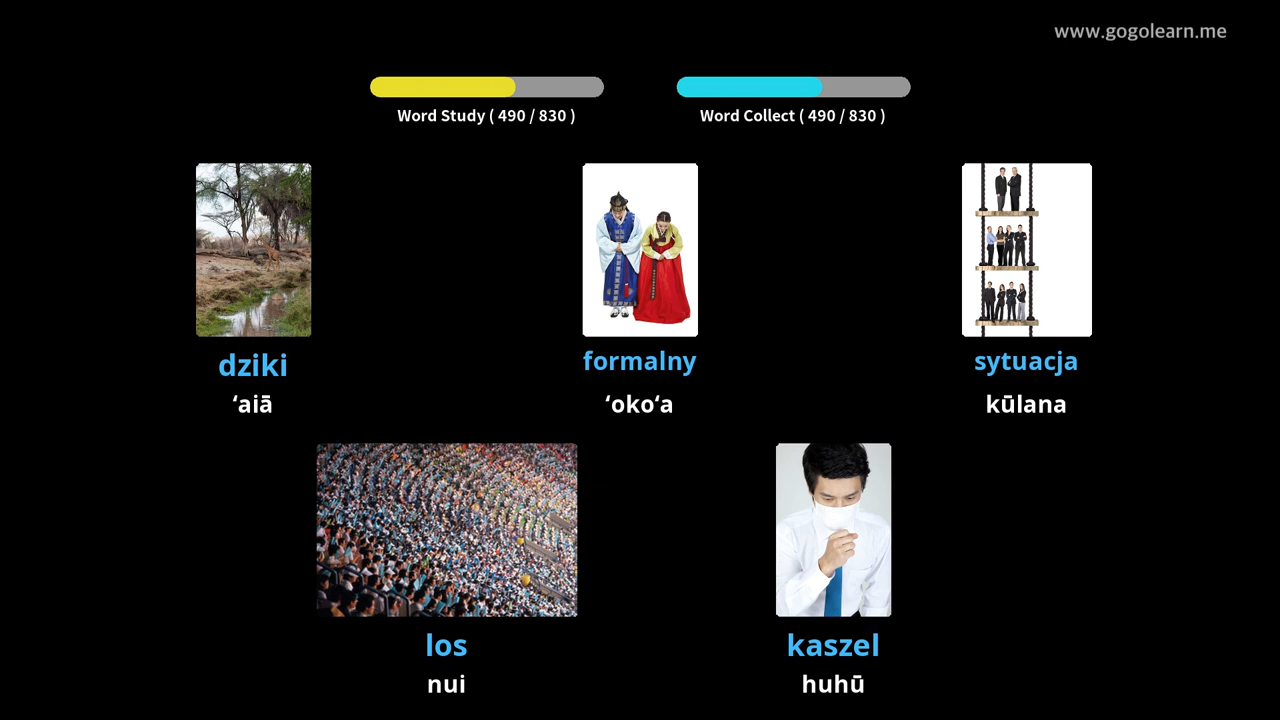 www.gogolearn.me
Word Study ( 490 / 830 )
Word Collect ( 490 / 830 )
dziki
ʻaiā
formalny
ʻokoʻa
sytuacja
kūlana
los
nui
kaszel
huhū